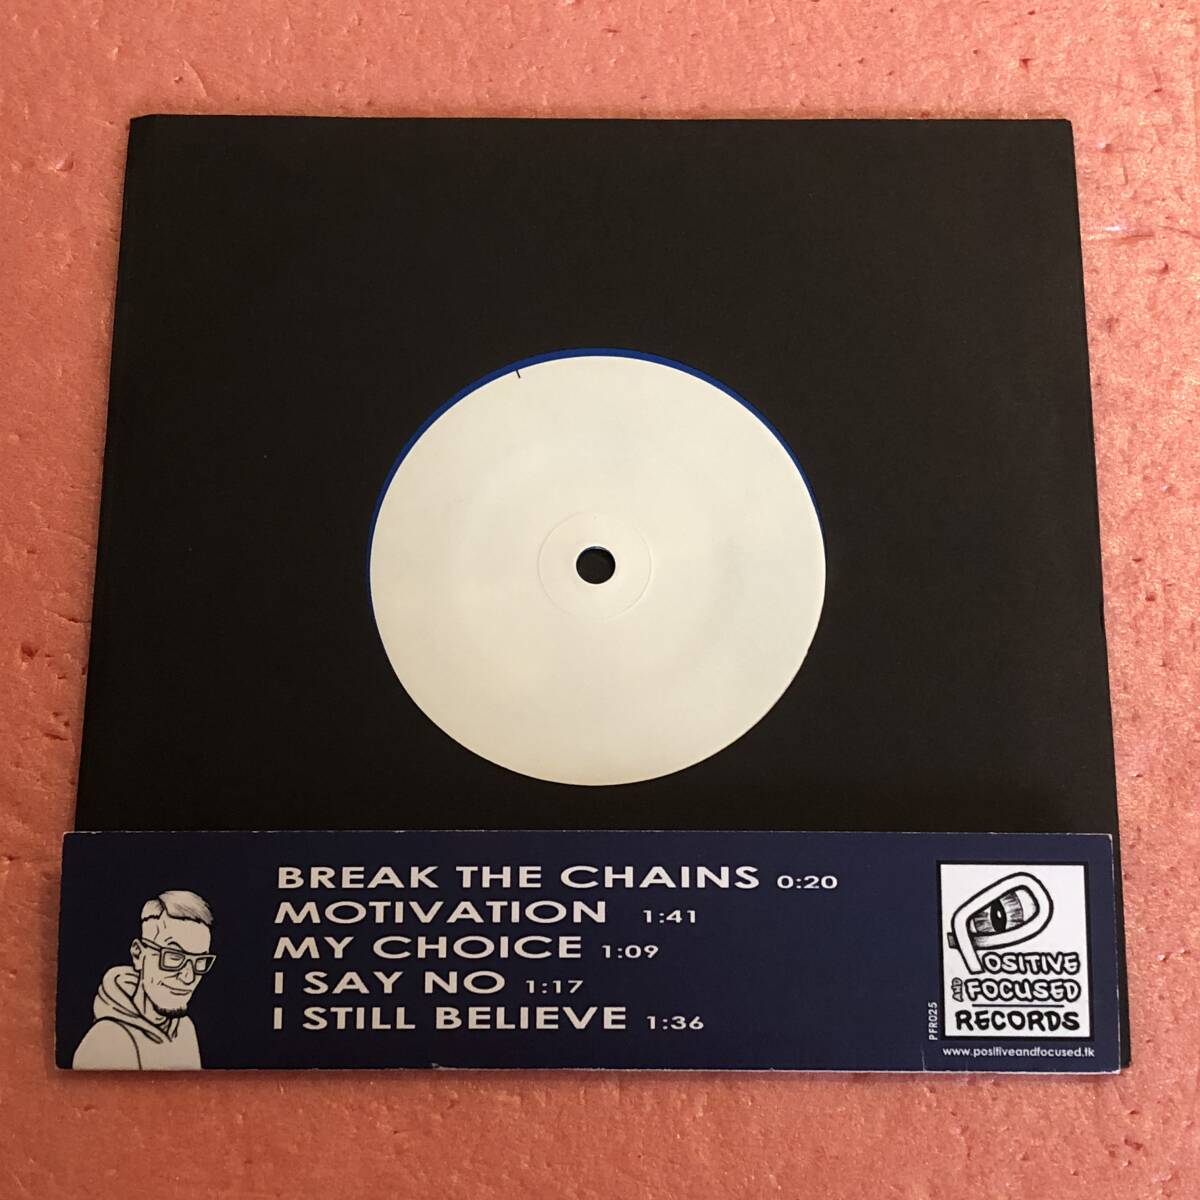 BREAK THE CHAINS 0:20
MOTIVATION 1:41
MY CHOICE 1:09
I SAY NO 1:17
I STILL BELIEVE 1:36
POSITIVE
AND FOCUSED
RECORDS
PFR025
www.positiveandfocused.tk